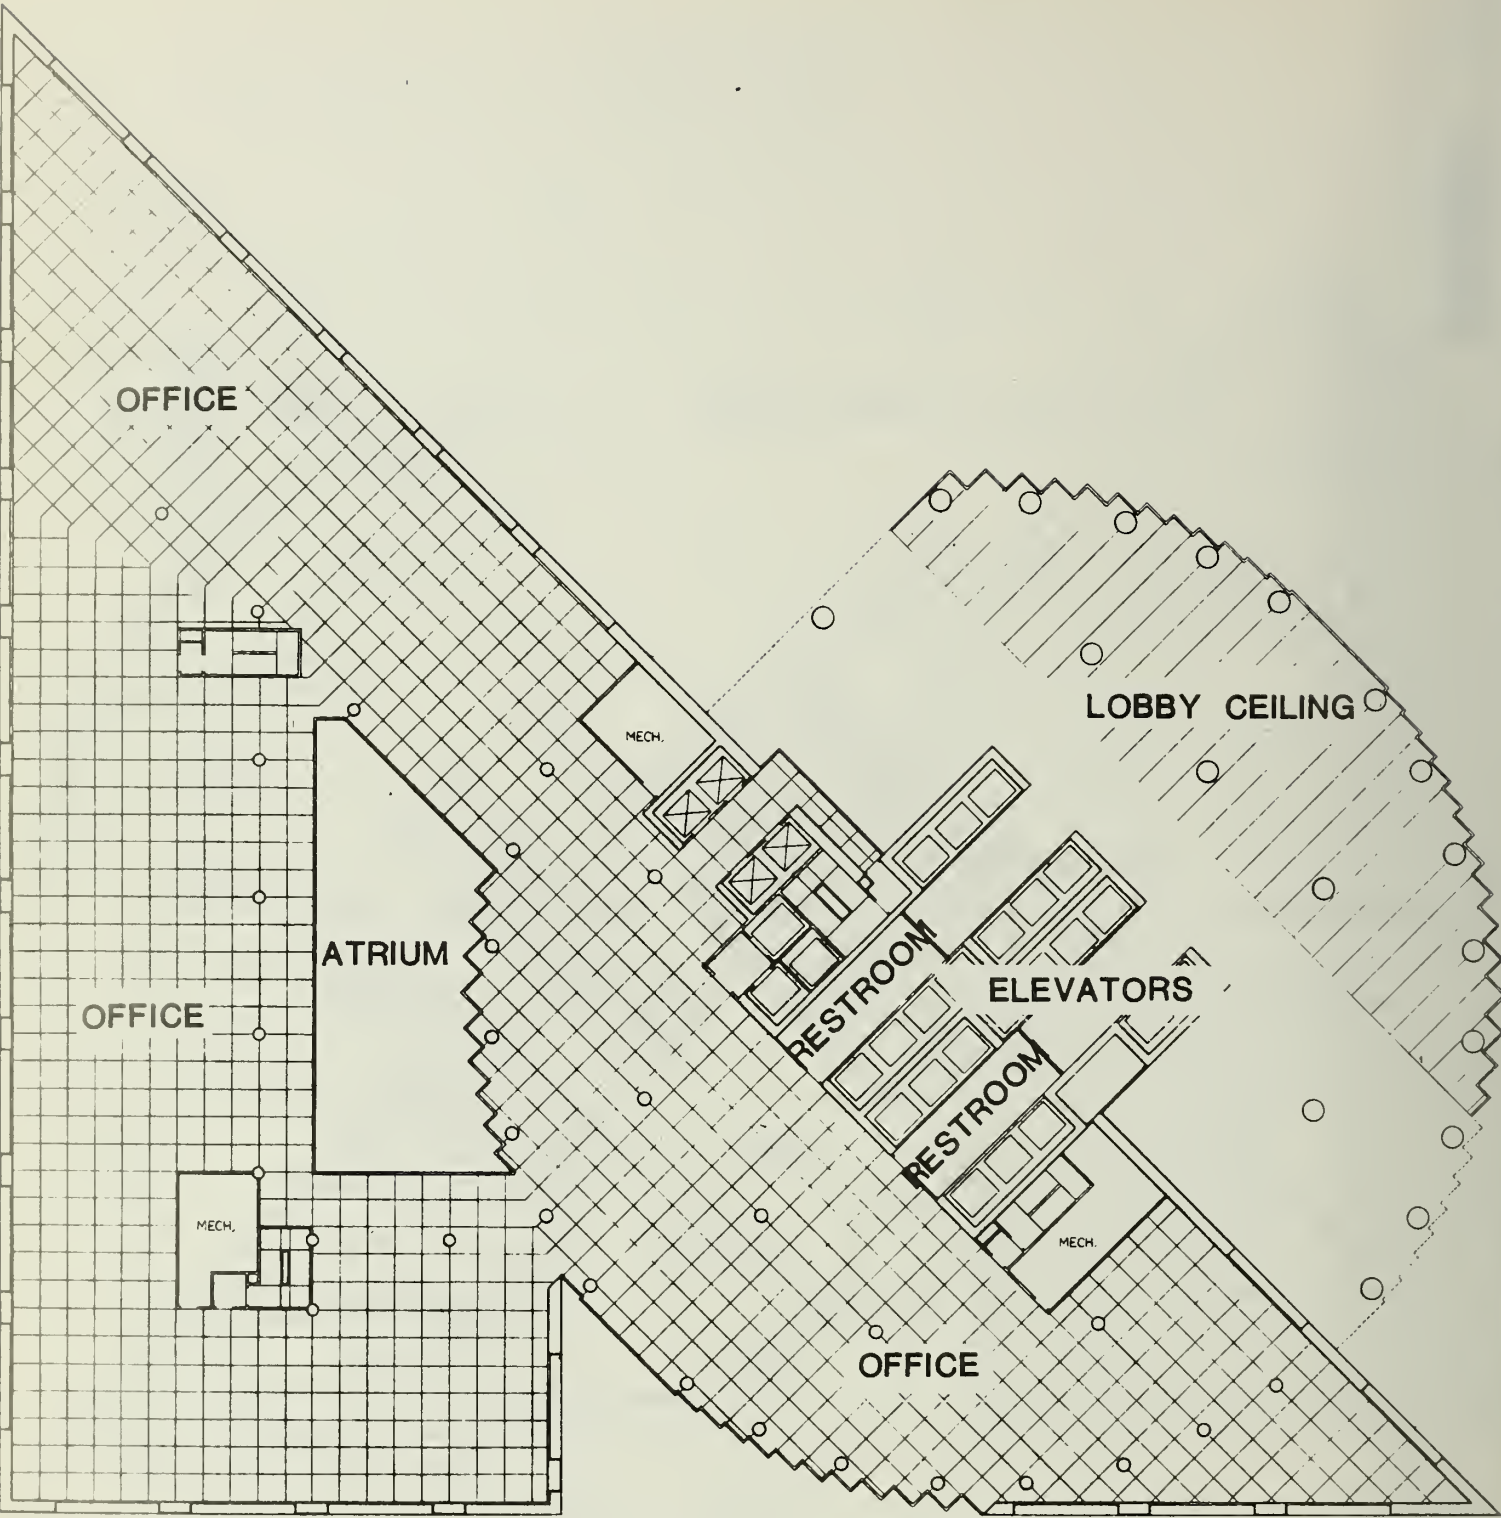 OFFICE
LOBBY CEILING
MECH.
ATRIUM
RESTROOM
ELEVATORS
OFFICE
RESTROOM
MECH.
MECH.
OFFICE